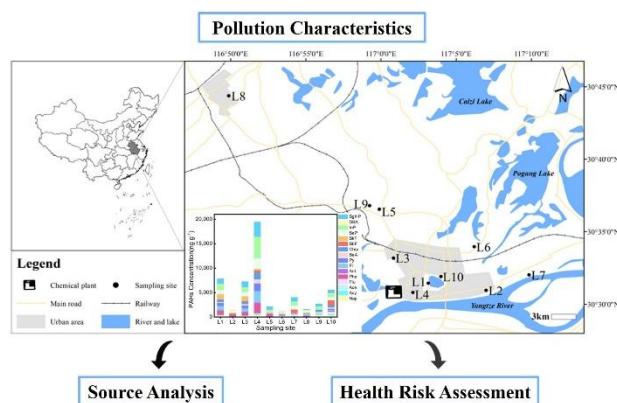 Pollution Characteristics
116°50'0"E 116°55'0"E 117°0'0"E 117°5'0"E 117°10'0"E
30°45'0"N
30°40'0"N
30°35'0"N
30°30'0"N
N
Caizi Lake
Pogang Lake
Yangtze River
L8
L9
L5
L6
L3
L1
L10
L7
L4
L2
3km
Legend
Chemical plant
Sampling site
Main road
Railway
Urban area
River and lake
PAHs Concentration(ng g⁻¹)
20,000
15,000
10,000
5,000
0
L1 L2 L3 L4 L5 L6 L7 L8 L9 L10
Sampling site
Source Analysis
Health Risk Assessment